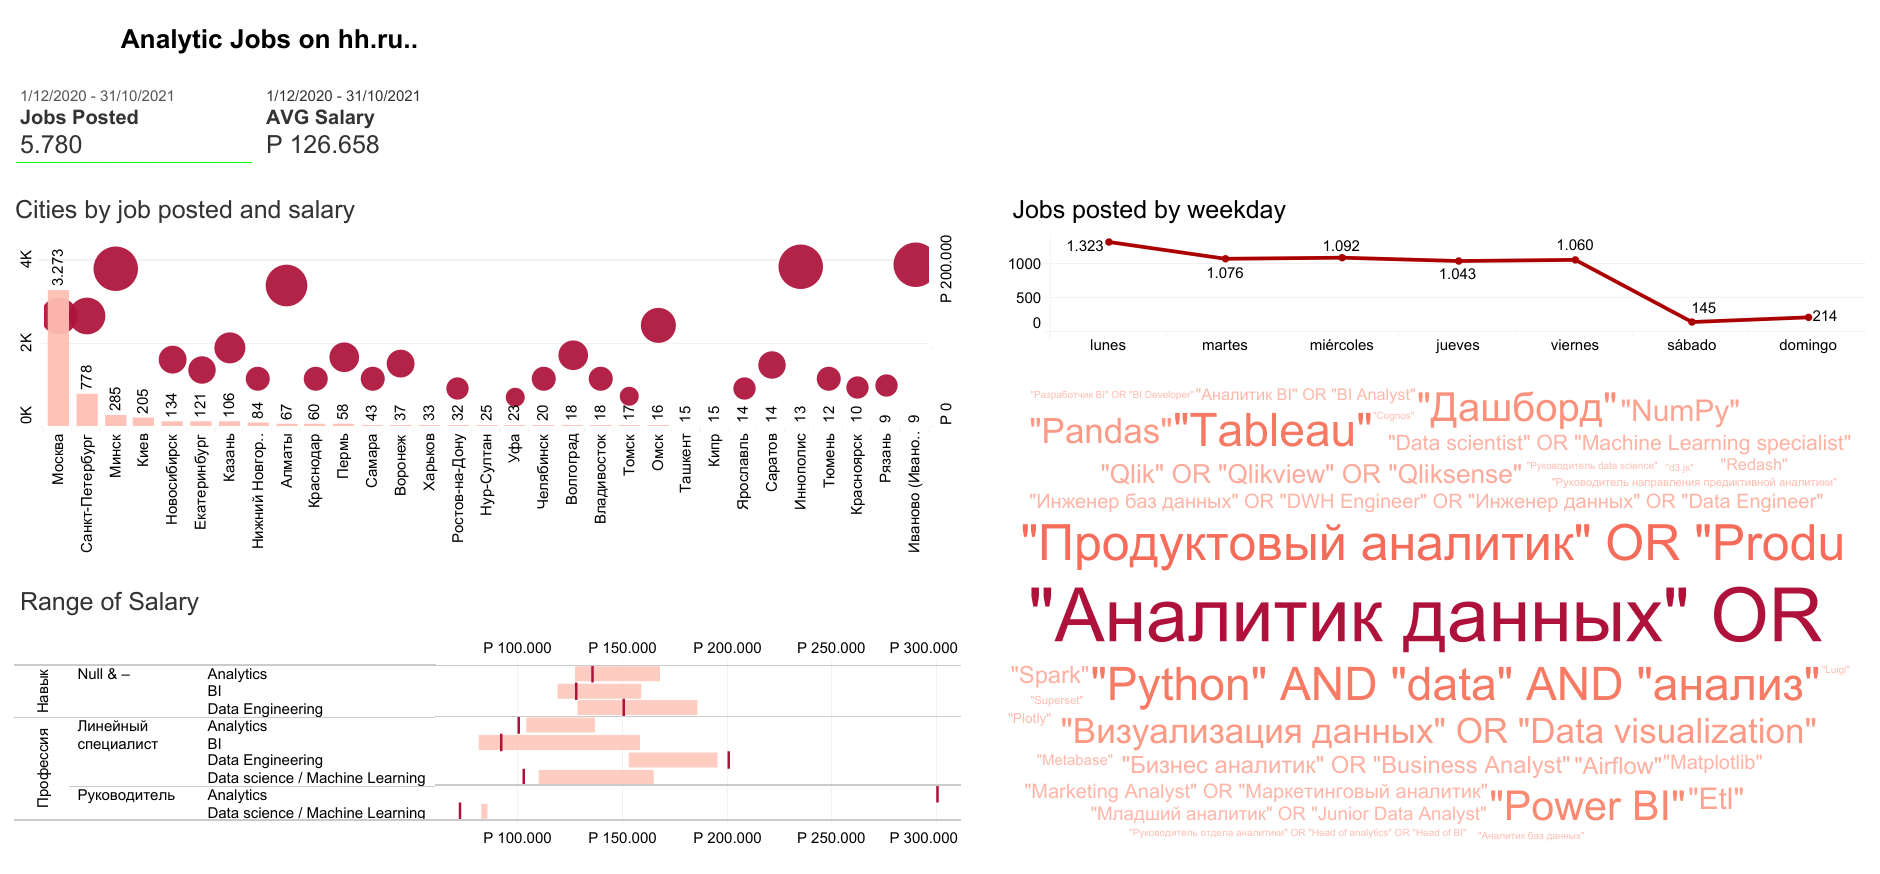 Analytic Jobs on hh.ru..
1/12/2020 - 31/10/2021
Jobs Posted
5.780
1/12/2020 - 31/10/2021
AVG Salary
P 126.658
Cities by job posted and salary
4K
2K
0K
P 200.000
P 0
3.273
778
285
205
134
121
106
84
67
60
58
43
37
33
32
25
23
20
18
18
17
16
15
15
14
14
13
12
10
9
9
Москва
Санкт-Петербург
Минск
Киев
Новосибирск
Екатеринбург
Казань
Нижний Новгор..
Алматы
Краснодар
Пермь
Самара
Воронеж
Харьков
Ростов-на-Дону
Нур-Султан
Уфа
Челябинск
Волгоград
Владивосток
Томск
Омск
Ташкент
Кипр
Ярославль
Саратов
Иннополис
Тюмень
Красноярск
Рязань
Иваново (Ивано..
Range of Salary
P 100.000 P 150.000 P 200.000 P 250.000 P 300.000
Навык
Null & – Analytics
BI
Data Engineering
Профессия
Линейный специалист Analytics
BI
Data Engineering
Data science / Machine Learning
Руководитель Analytics
Data science / Machine Learning
P 100.000 P 150.000 P 200.000 P 250.000 P 300.000
Jobs posted by weekday
1000
500
0
1.323
1.076
1.092
1.043
1.060
145
214
lunes martes miércoles jueves viernes sábado domingo
"Разработчик BI" OR "BI Developer" "Аналитик BI" OR "BI Analyst" "Дашборд" "NumPy"
"Pandas" "Tableau" "Cognos"
"Data scientist" OR "Machine Learning specialist"
"Qlik" OR "Qlikview" OR "Qliksense" "Руководитель data science" "d3.js" "Redash"
"Руководитель направления предиктивной аналитики"
"Инженер баз данных" OR "DWH Engineer" OR "Инженер данных" OR "Data Engineer"
"Продуктовый аналитик" OR "Produ
"Аналитик данных" OR
"Spark" "Python" AND "data" AND "анализ" "Luigi"
"Superset"
"Plotly" "Визуализация данных" OR "Data visualization"
"Metabase" "Бизнес аналитик" OR "Business Analyst" "Airflow" "Matplotlib"
"Marketing Analyst" OR "Маркетинговый аналитик" "Power BI" "Etl"
"Младший аналитик" OR "Junior Data Analyst"
"Руководитель отдела аналитики" OR "Head of analytics" OR "Head of BI" "Аналитик баз данных"